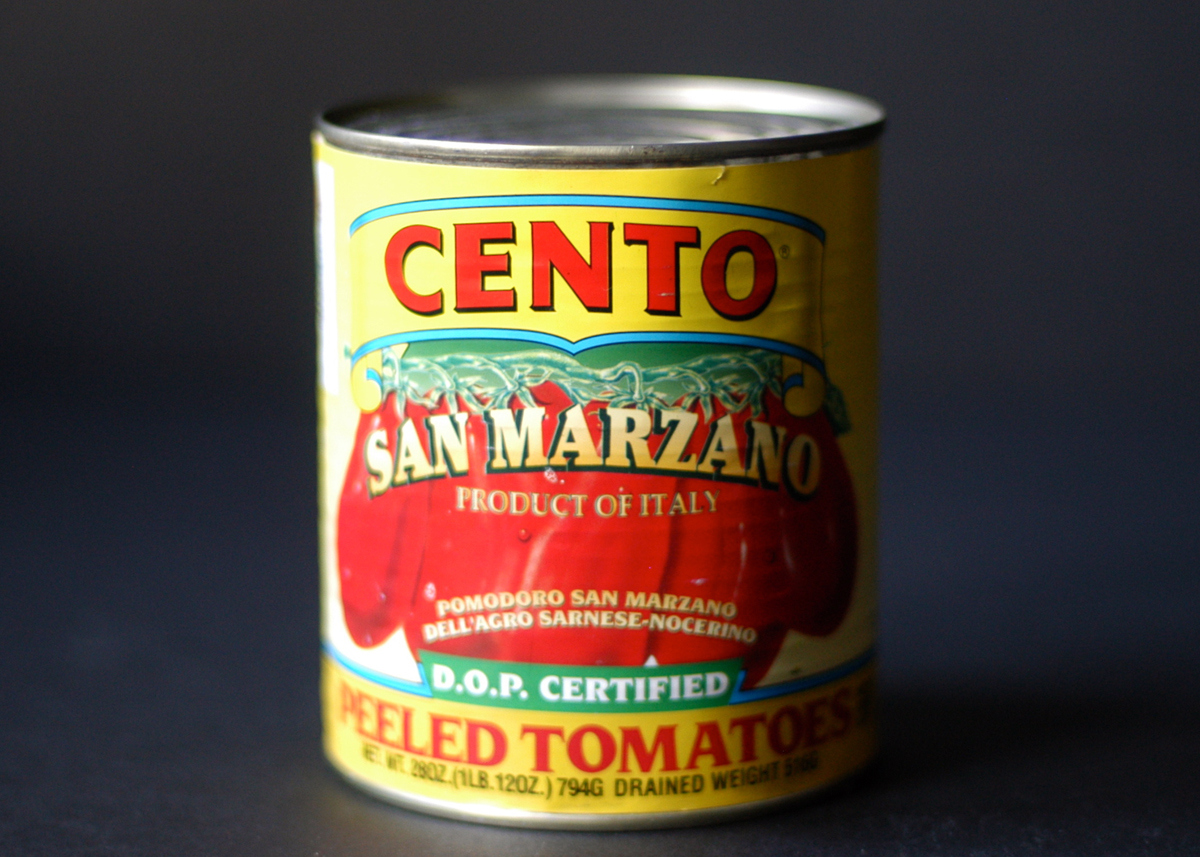 CENTO®
SAN MARZANO
PRODUCT OF ITALY
POMODORO SAN MARZANO
DELL'AGRO SARNESE-NOCERINO
D.O.P. CERTIFIED
PEELED TOMATOES
NET WT. 28OZ.(1LB.12OZ.) 794G DRAINED WEIGHT 516G